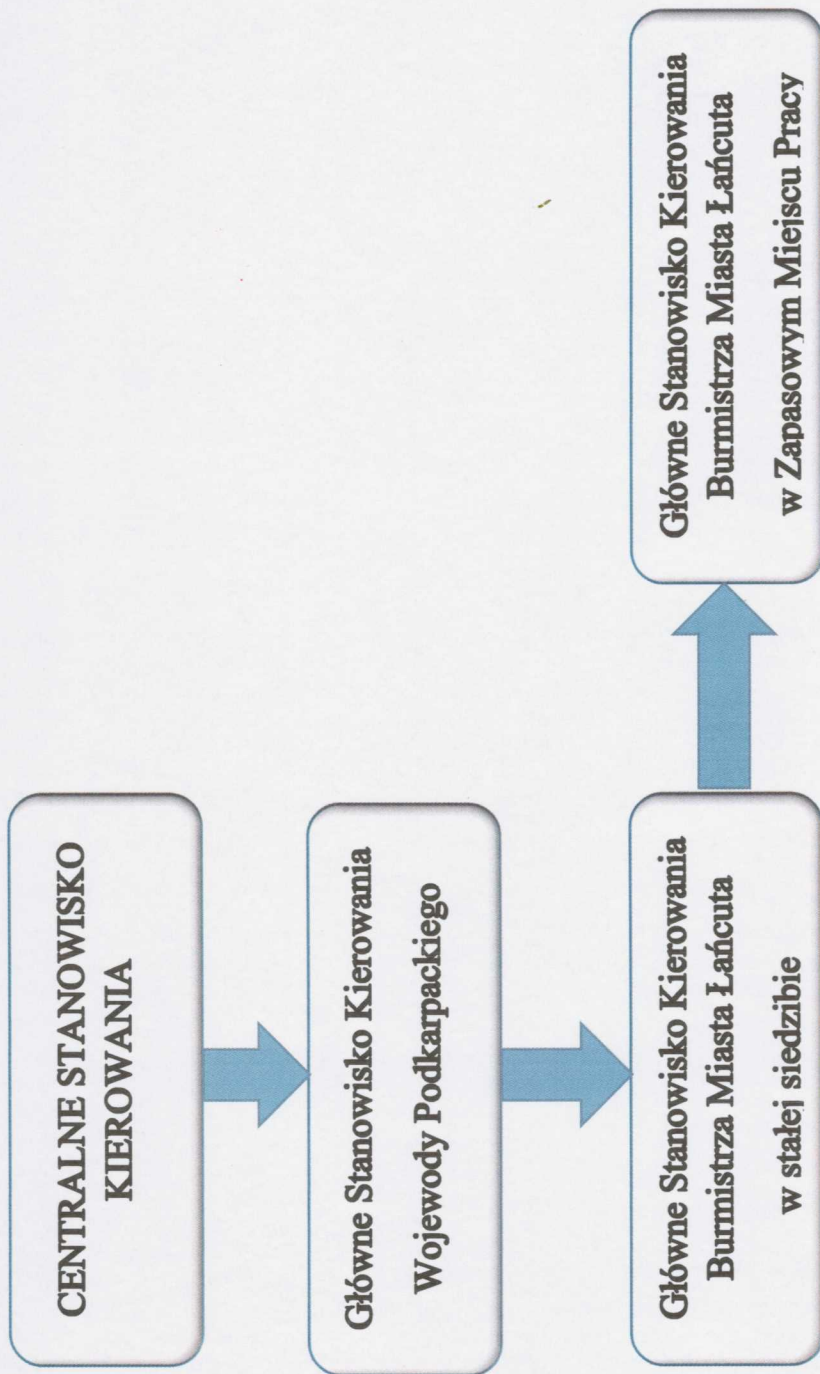 CENTRALNE STANOWISKO
KIEROWANIA
Główne Stanowisko Kierowania
Wojewody Podkarpackiego
Główne Stanowisko Kierowania
Burmistrza Miasta Łańcuta
w stałej siedzibie
Główne Stanowisko Kierowania
Burmistrza Miasta Łańcuta
w Zapasowym Miejscu Pracy